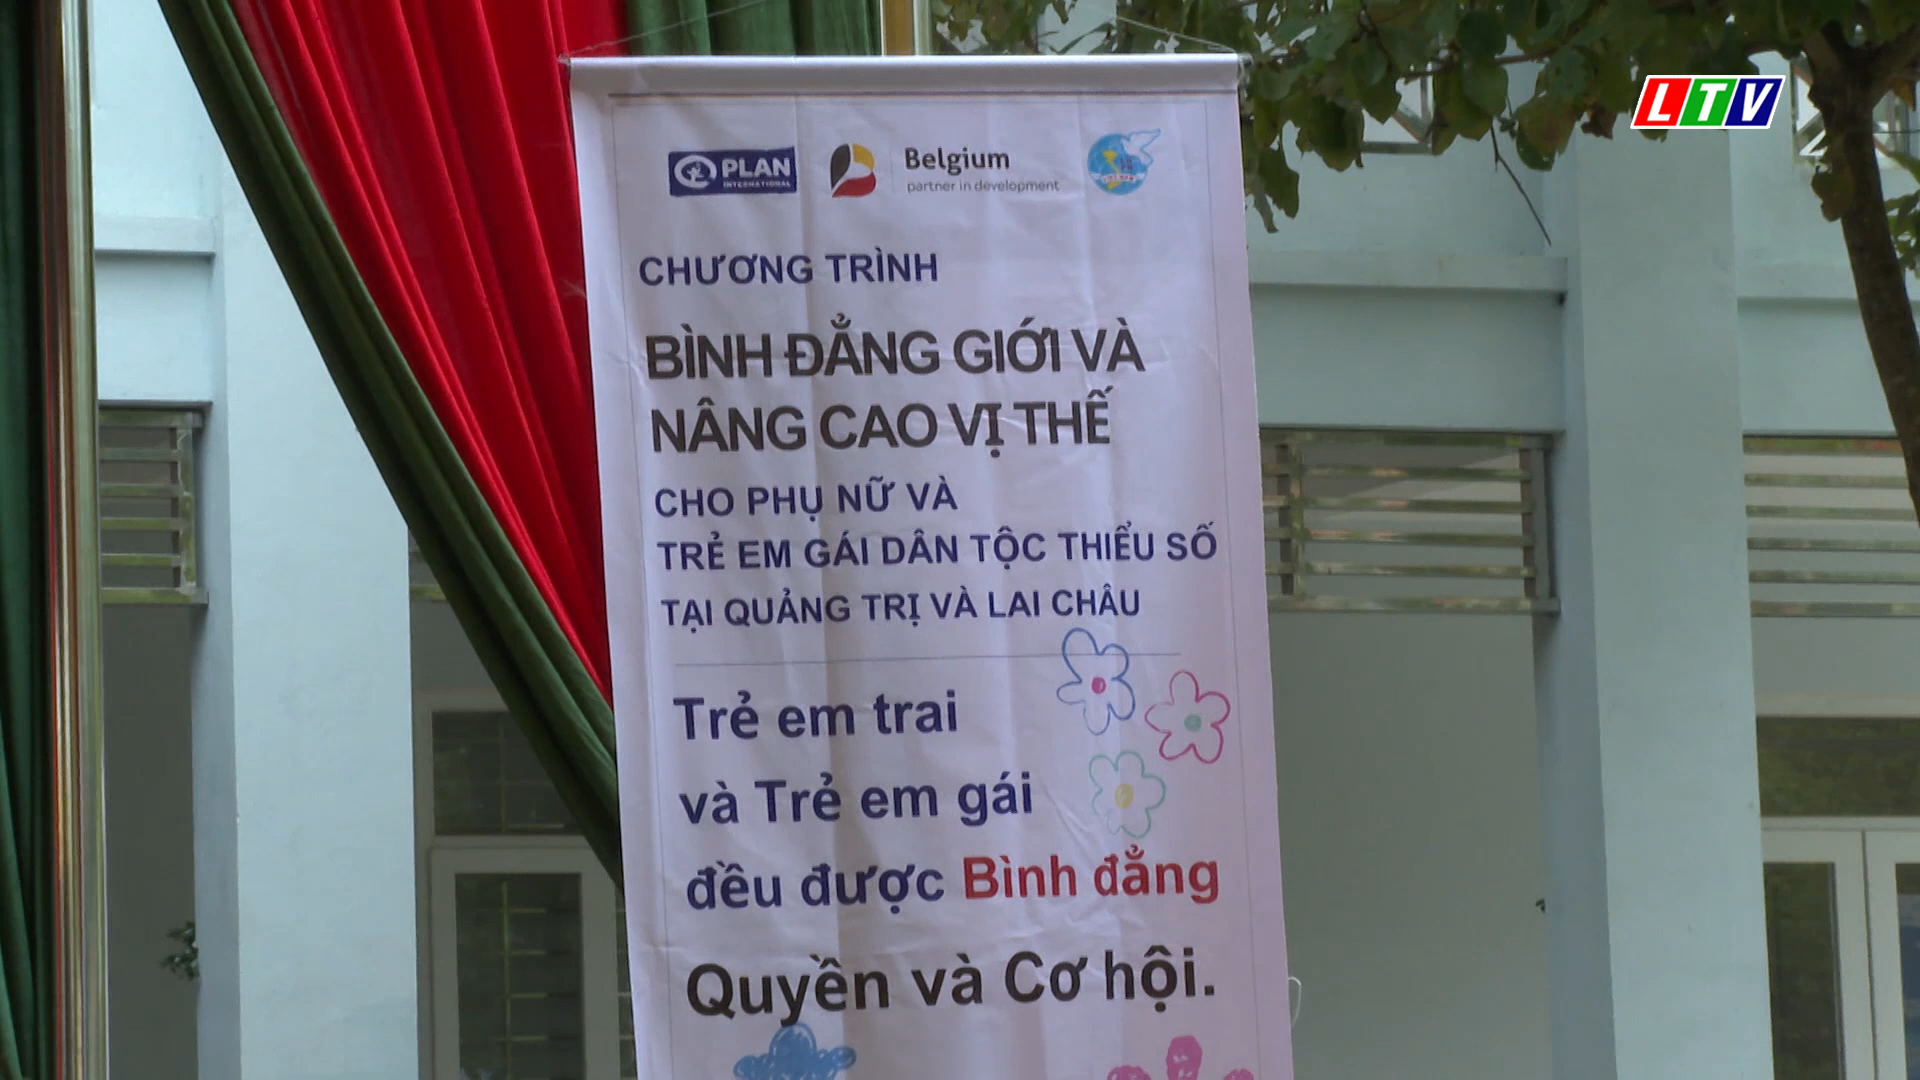 LTV
PLAN
INTERNATIONAL
Belgium
partner in development
CHƯƠNG TRÌNH
BÌNH ĐẲNG GIỚI VÀ
NÂNG CAO VỊ THẾ
CHO PHỤ NỮ VÀ
TRẺ EM GÁI DÂN TỘC THIỂU SỐ
TẠI QUẢNG TRỊ VÀ LAI CHÂU
Trẻ em trai
và Trẻ em gái
đều được Bình đẳng
Quyền và Cơ hội.